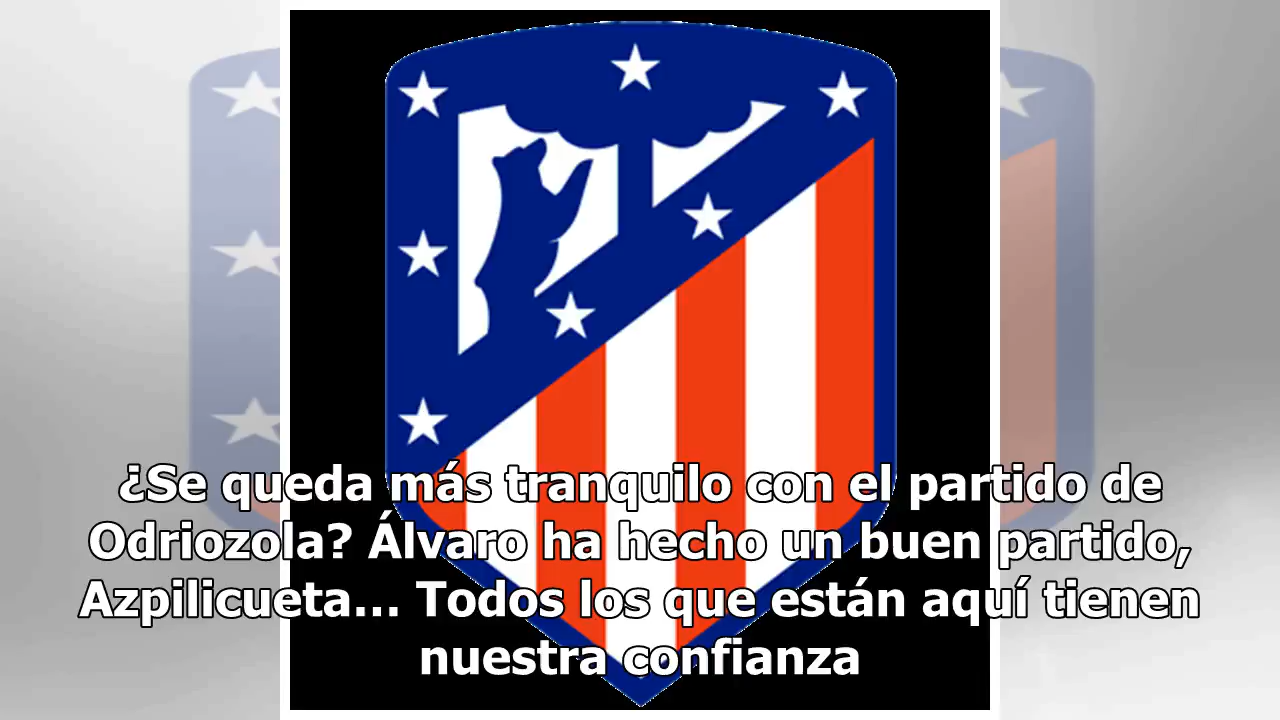 ¿Se queda más tranquilo con el partido de
Odriozola? Álvaro ha hecho un buen partido,
Azpilicueta... Todos los que están aquí tienen
nuestra confianza